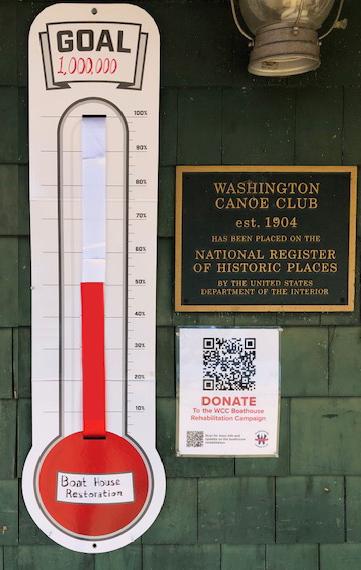 GOAL
1,000,000
100%
90%
80%
70%
60%
50%
40%
30%
20%
10%
Boat House
Restoration
WASHINGTON
CANOE CLUB
est. 1904
HAS BEEN PLACED ON THE
NATIONAL REGISTER
OF HISTORIC PLACES
BY THE UNITED STATES
DEPARTMENT OF THE INTERIOR
DONATE
To the WCC Boathouse
Rehabilitation Campaign